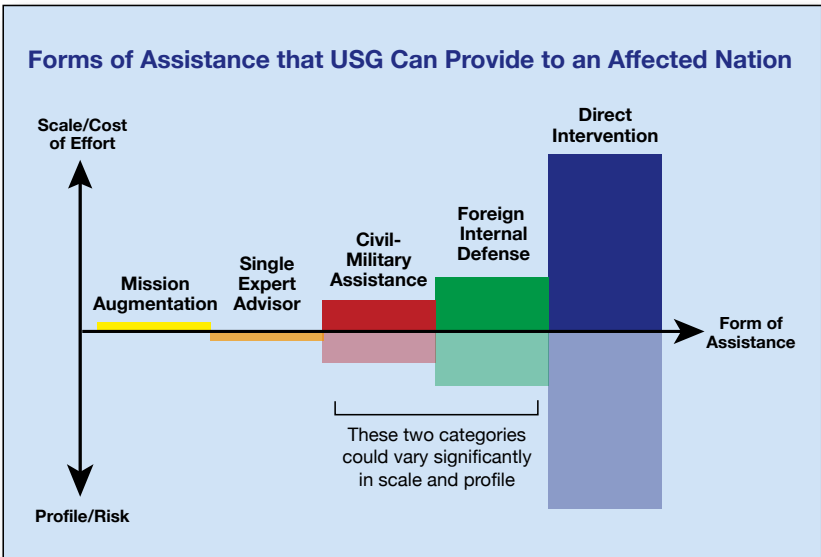 Forms of Assistance that USG Can Provide to an Affected Nation
Scale/Cost
of Effort
Mission
Augmentation
Single
Expert
Advisor
Civil-
Military
Assistance
Foreign
Internal
Defense
Direct
Intervention
Form of
Assistance
These two categories
could vary significantly
in scale and profile
Profile/Risk